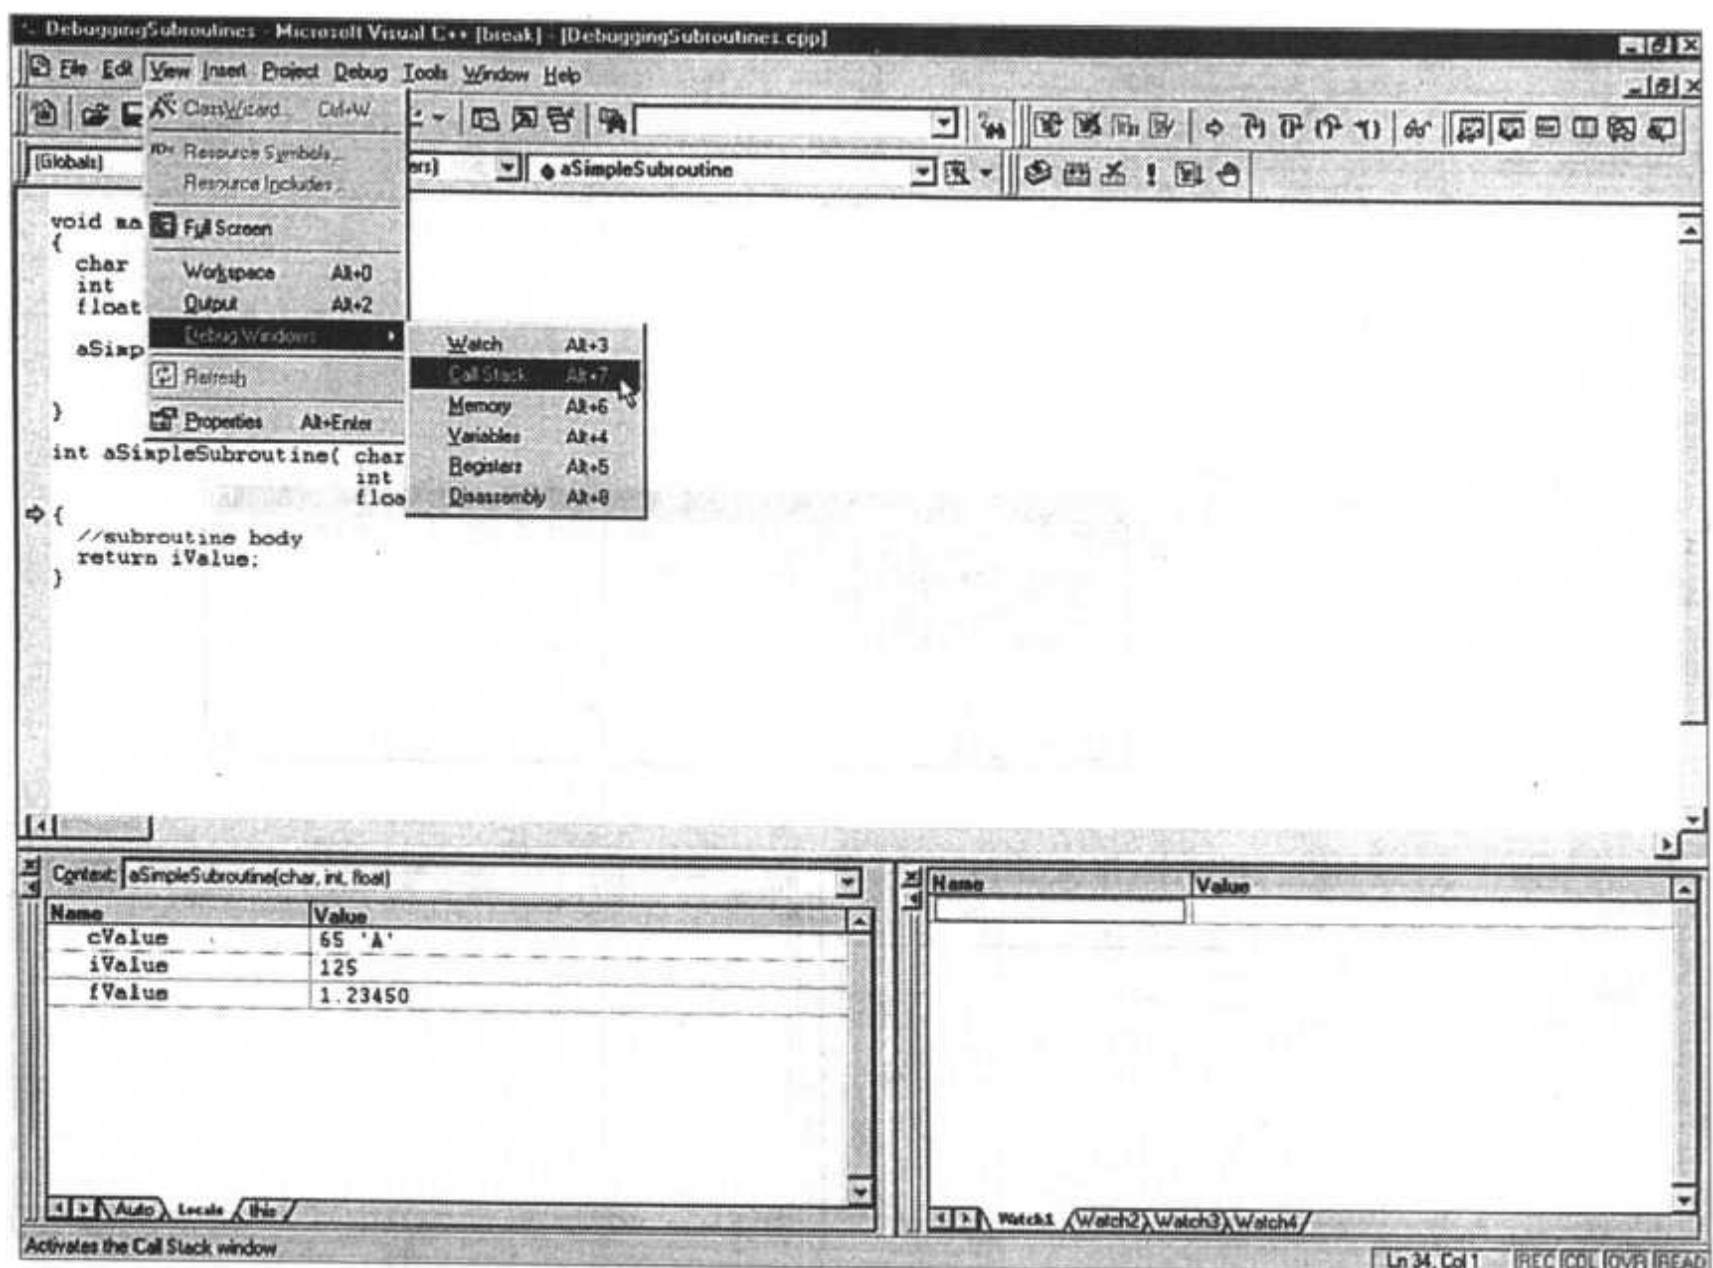 DebuggingSubroutines - Microsoft Visual C++ [break] - [DebuggingSubroutines.cpp]
File Edit View Insert Project Debug Tools Window Help
ClassWizard... Ctrl+W
Resource Symbols...
Resource Includes...
Full Screen
Workspace Alt+0
Output Alt+2
Debug Windows
Refresh
Properties Alt+Enter
Watch Alt+3
Call Stack Alt+7
Memory Alt+6
Variables Alt+4
Registers Alt+5
Disassembly Alt+8
(Globals) ers) aSimpleSubroutine
void ma
{
char
int
float
aSimp
}
int aSimpleSubroutine( char
int
floa
{
//subroutine body
return iValue;
}
Context: aSimpleSubroutine(char, int, float)
Name Value
cValue 65 'A'
iValue 125
fValue 1.23450
Auto Locals this
Name Value
Watch1 Watch2 Watch3 Watch4
Activates the Call Stack window
Ln 34, Col 1 REC COL OVR READ